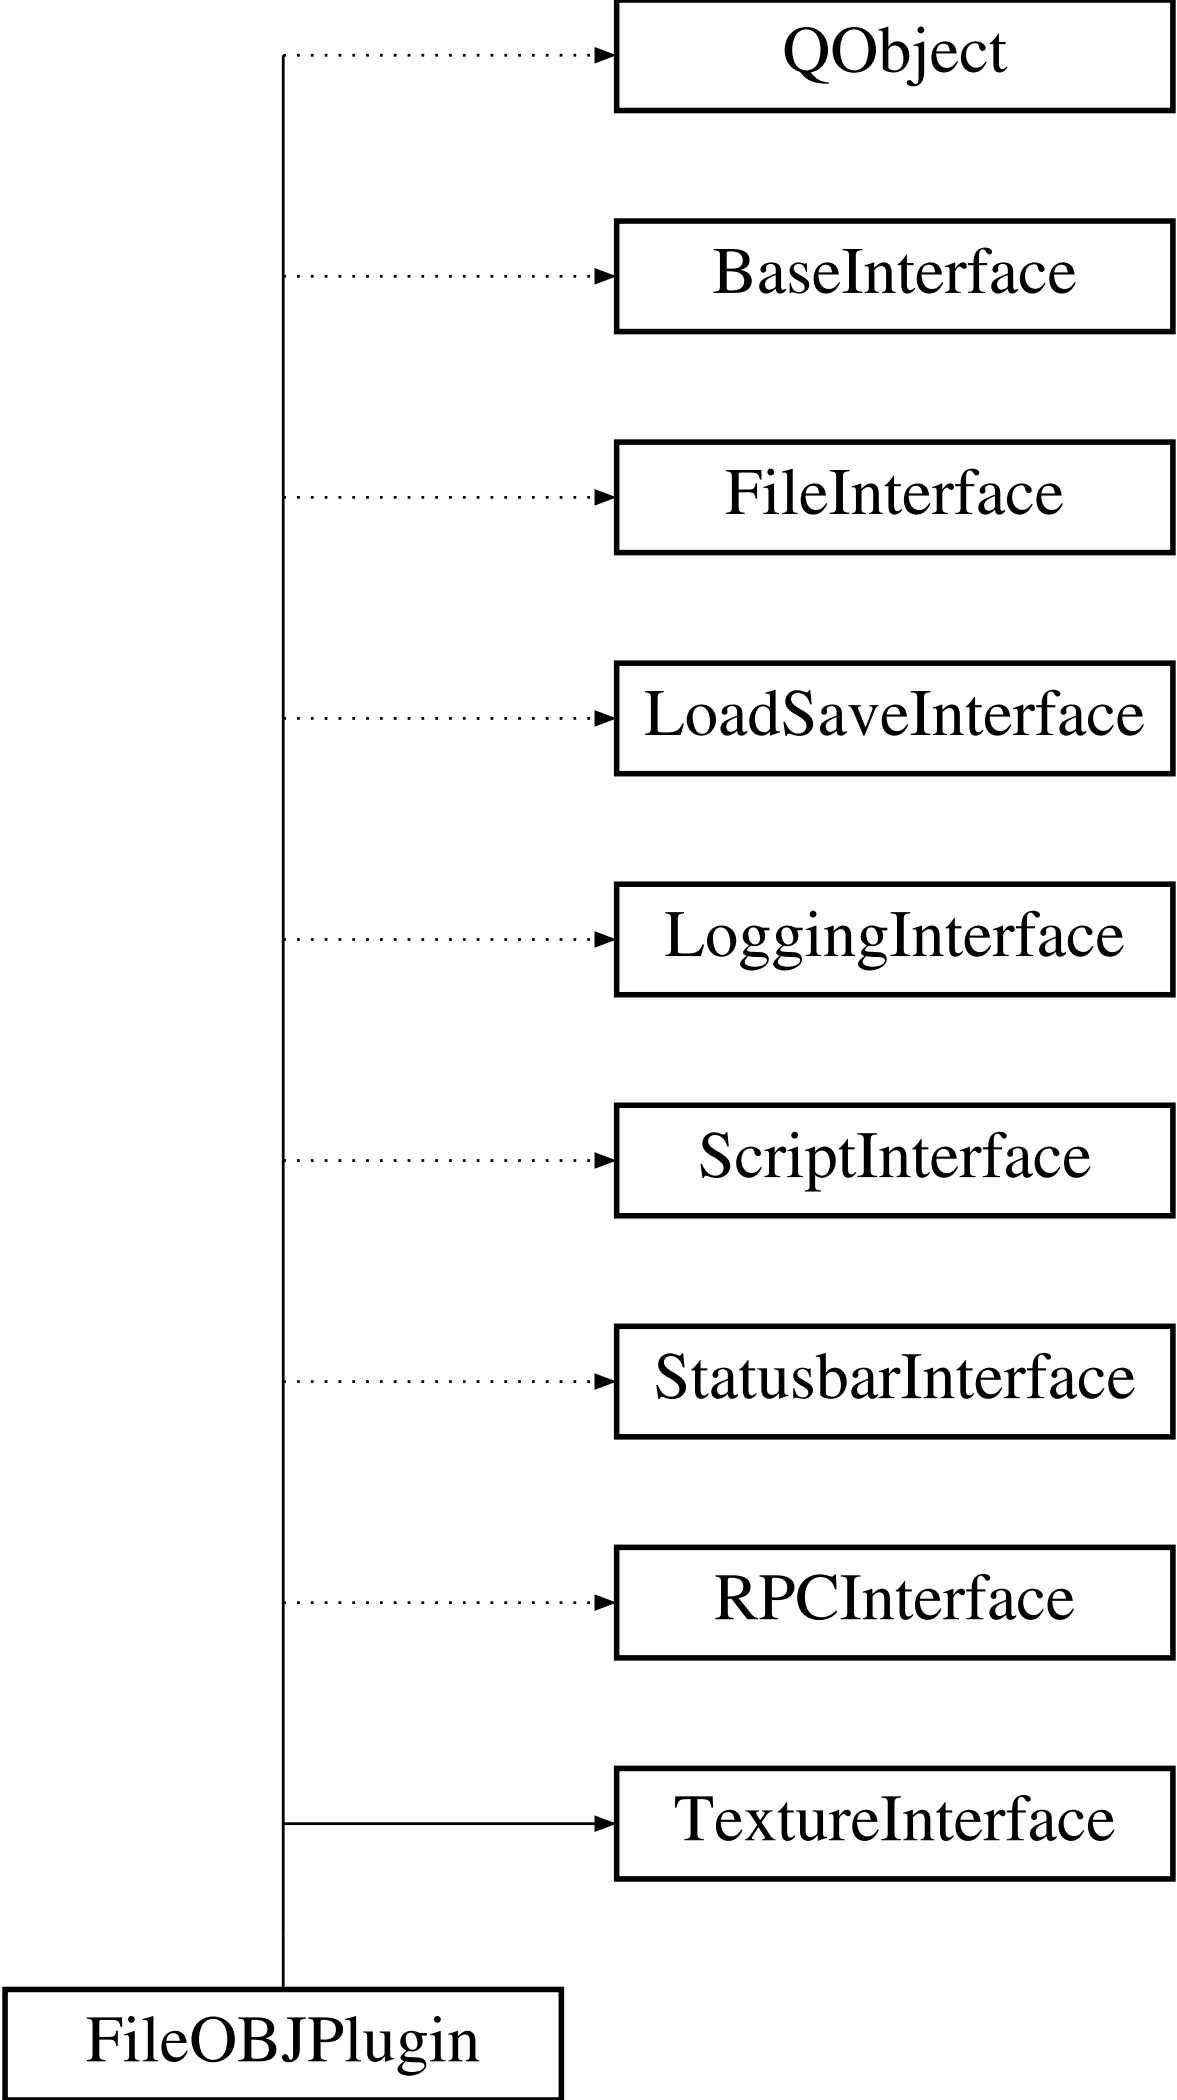 QObject
BaseInterface
FileInterface
LoadSaveInterface
LoggingInterface
ScriptInterface
StatusbarInterface
RPCInterface
TextureInterface
FileOBJPlugin